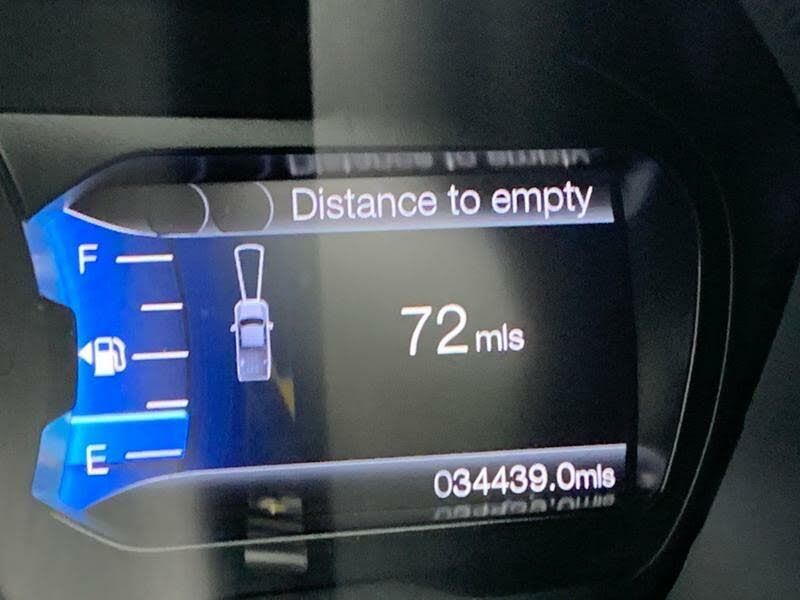 Distance to empty
F
72 mls
E
034439.0mls